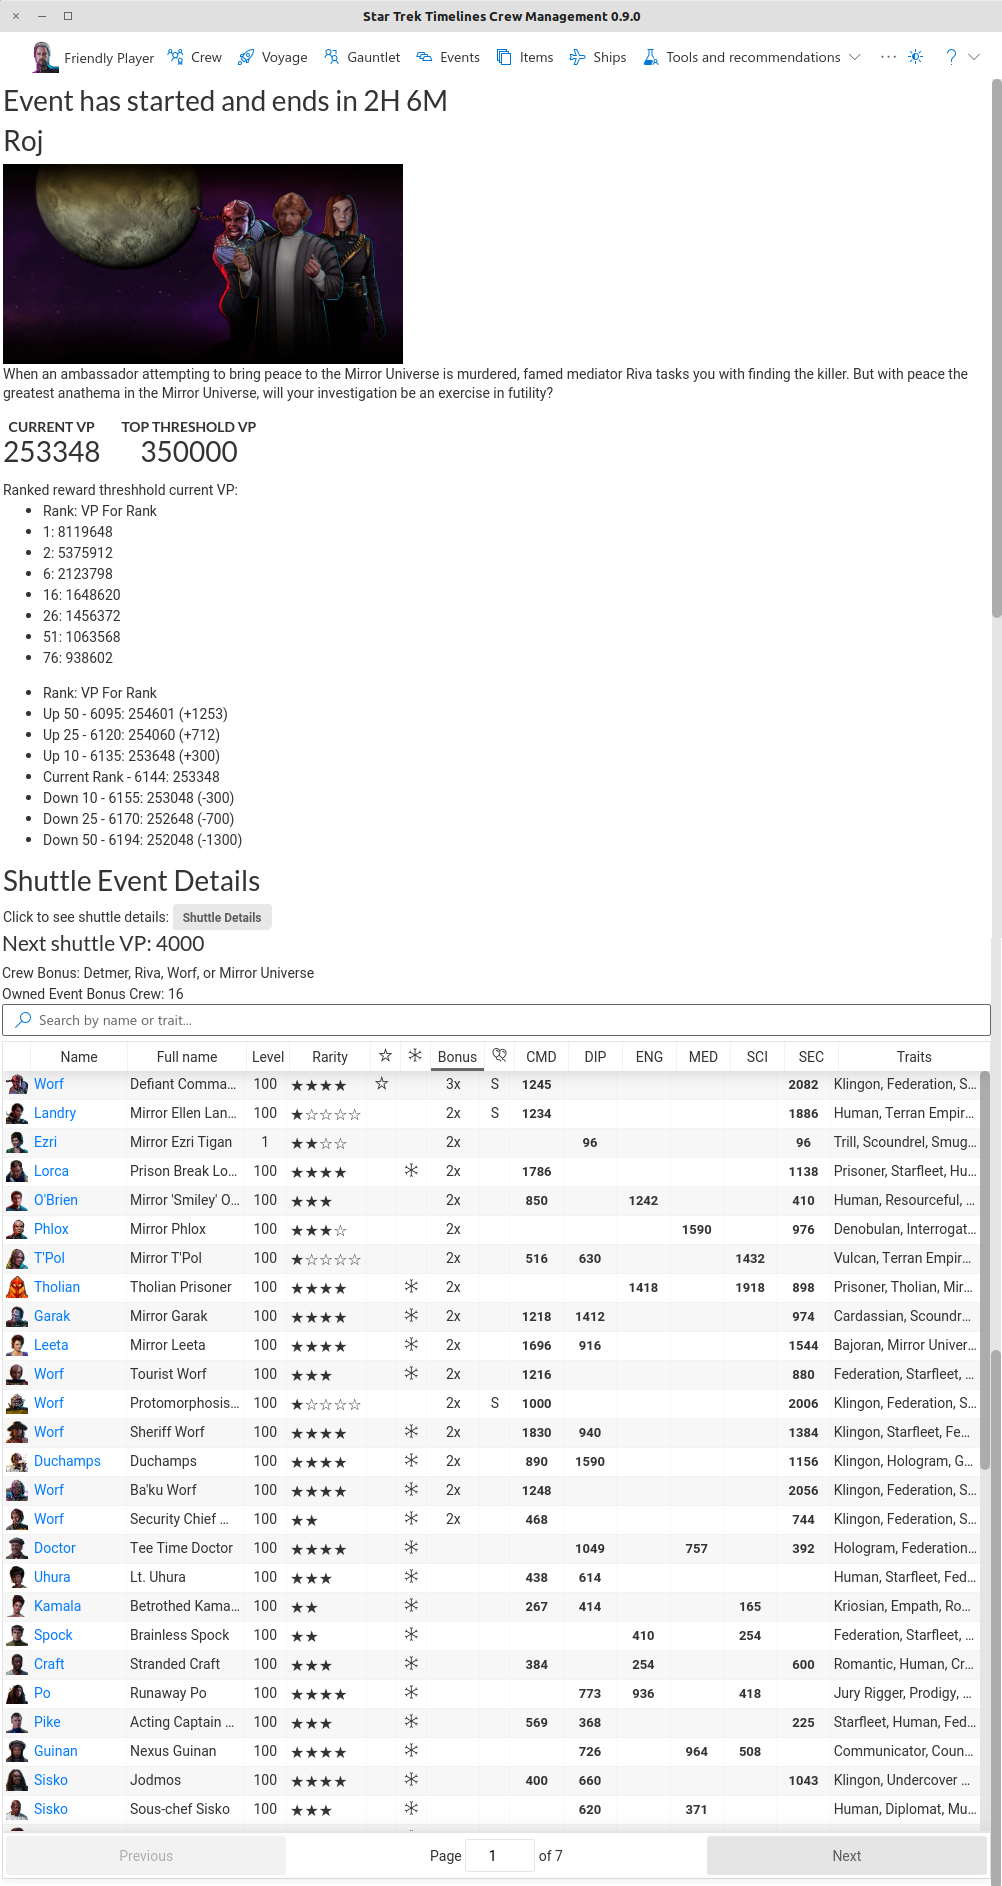 Star Trek Timelines Crew Management 0.9.0
Friendly Player Crew Voyage Gauntlet Events Items Ships Tools and recommendations ··· ?
Event has started and ends in 2H 6M
Roj
When an ambassador attempting to bring peace to the Mirror Universe is murdered, famed mediator Riva tasks you with finding the killer. But with peace the
greatest anathema in the Mirror Universe, will your investigation be an exercise in futility?
CURRENT VP TOP THRESHOLD VP
253348 350000
Ranked reward threshhold current VP:
• Rank: VP For Rank
• 1: 8119648
• 2: 5375912
• 6: 2123798
• 16: 1648620
• 26: 1456372
• 51: 1063568
• 76: 938602
• Rank: VP For Rank
• Up 50 - 6095: 254601 (+1253)
• Up 25 - 6120: 254060 (+712)
• Up 10 - 6135: 253648 (+300)
• Current Rank - 6144: 253348
• Down 10 - 6155: 253048 (-300)
• Down 25 - 6170: 252648 (-700)
• Down 50 - 6194: 252048 (-1300)
Shuttle Event Details
Click to see shuttle details: Shuttle Details
Next shuttle VP: 4000
Crew Bonus: Detmer, Riva, Worf, or Mirror Universe
Owned Event Bonus Crew: 16
Search by name or trait...
Name Full name Level Rarity Bonus CMD DIP ENG MED SCI SEC Traits
Worf Defiant Comma... 100 ★★★★ ☆ 3x S 1245 2082 Klingon, Federation, S...
Landry Mirror Ellen Lan... 100 ★☆☆☆☆ 2x S 1234 1886 Human, Terran Empir...
Ezri Mirror Ezri Tigan 1 ★★☆☆ 2x 96 96 Trill, Scoundrel, Smug...
Lorca Prison Break Lo... 100 ★★★★ 2x 1786 1138 Prisoner, Starfleet, Hu...
O'Brien Mirror 'Smiley' O... 100 ★★★ 2x 850 1242 410 Human, Resourceful, ...
Phlox Mirror Phlox 100 ★★★☆ 2x 1590 976 Denobulan, Interrogat...
T'Pol Mirror T'Pol 100 ★☆☆☆☆ 2x 516 630 1432 Vulcan, Terran Empir...
Tholian Tholian Prisoner 100 ★★★★ 2x 1418 1918 898 Prisoner, Tholian, Mir...
Garak Mirror Garak 100 ★★★★ 2x 1218 1412 974 Cardassian, Scoundr...
Leeta Mirror Leeta 100 ★★★★ 2x 1696 916 1544 Bajoran, Mirror Univer...
Worf Tourist Worf 100 ★★★ 2x 1216 880 Federation, Starfleet, ...
Worf Protomorphosis... 100 ★☆☆☆☆ 2x S 1000 2006 Klingon, Federation, S...
Worf Sheriff Worf 100 ★★★★ 2x 1830 940 1384 Klingon, Starfleet, Fe...
Duchamps Duchamps 100 ★★★★ 2x 890 1590 1156 Klingon, Hologram, G...
Worf Ba'ku Worf 100 ★★★★ 2x 1248 2056 Klingon, Federation, S...
Worf Security Chief ... 100 ★★ 2x 468 744 Klingon, Federation, S...
Doctor Tee Time Doctor 100 ★★★★ 1049 757 392 Hologram, Federation...
Uhura Lt. Uhura 100 ★★★ 438 614 Human, Starfleet, Fed...
Kamala Betrothed Kama... 100 ★★ 267 414 165 Kriosian, Empath, Ro...
Spock Brainless Spock 100 ★★ 410 254 Federation, Starfleet, ...
Craft Stranded Craft 100 ★★★ 384 254 600 Romantic, Human, Cr...
Po Runaway Po 100 ★★★★ 773 936 418 Jury Rigger, Prodigy, ...
Pike Acting Captain ... 100 ★★★ 569 368 225 Starfleet, Human, Fed...
Guinan Nexus Guinan 100 ★★★★ 726 964 508 Communicator, Coun...
Sisko Jodmos 100 ★★★★ 400 660 1043 Klingon, Undercover ...
Sisko Sous-chef Sisko 100 ★★★ 620 371 Human, Diplomat, Mu...
Previous Page 1 of 7 Next